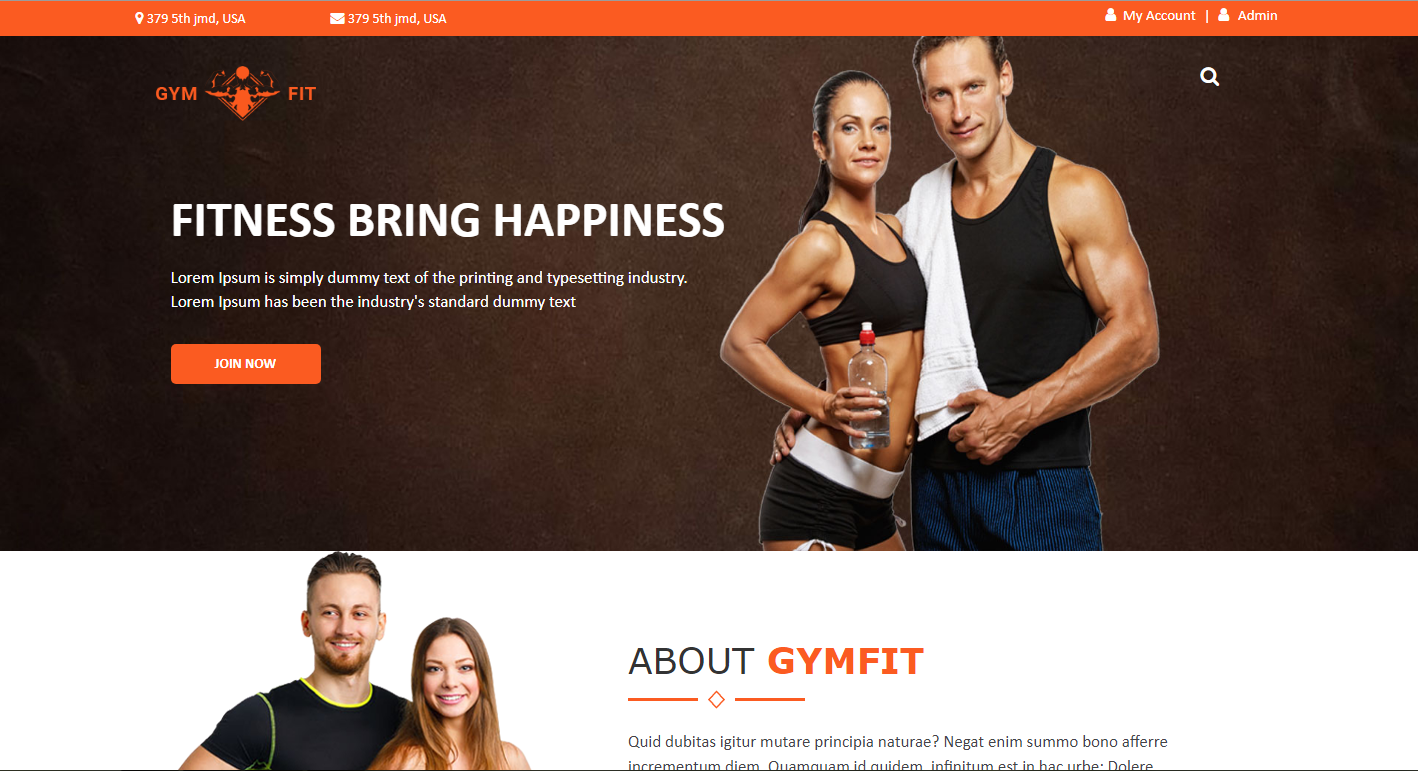 379 5th jmd, USA
379 5th jmd, USA
My Account | Admin
GYM FIT
FITNESS BRING HAPPINESS
Lorem Ipsum is simply dummy text of the printing and typesetting industry.
Lorem Ipsum has been the industry's standard dummy text
JOIN NOW
ABOUT GYMFIT
Quid dubitas igitur mutare principia naturae? Negat enim summo bono afferre
incrementum diem. Quamquam id quidem, infinitum est in hac urbe; Dolere